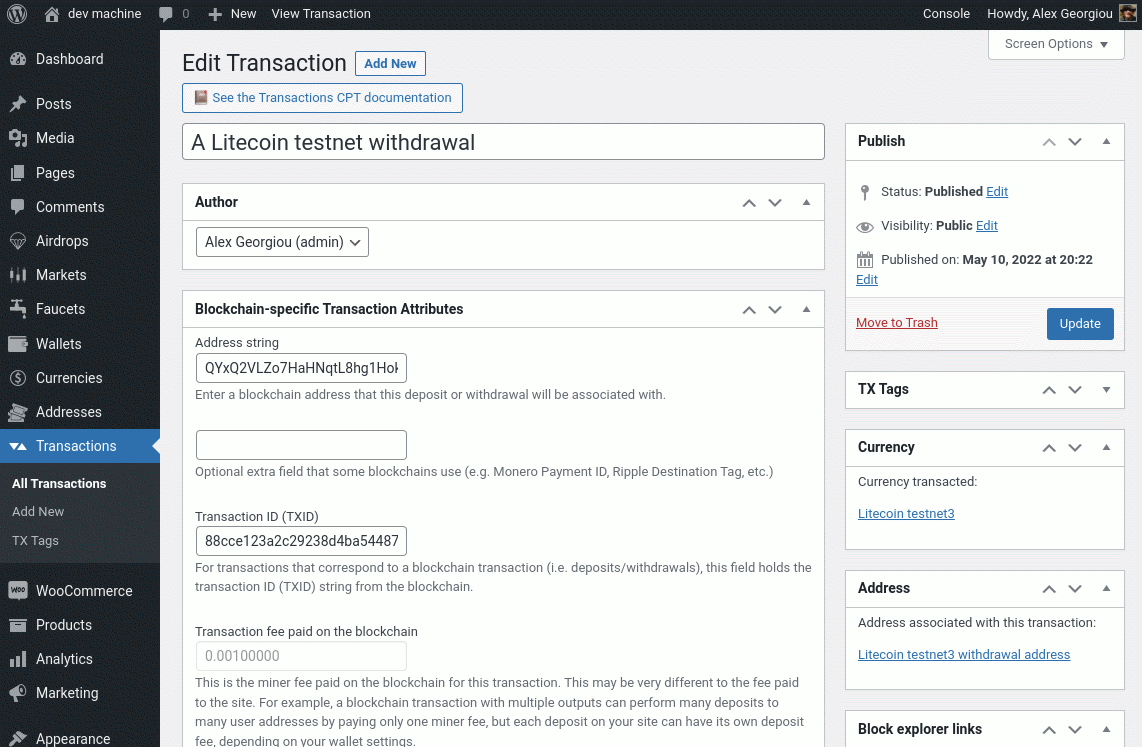 dev machine 0 New View Transaction Console Howdy, Alex Georgiou
Screen Options
Dashboard
Posts
Media
Pages
Comments
Airdrops
Markets
Faucets
Wallets
Currencies
Addresses
Transactions
All Transactions
Add New
TX Tags
WOO WooCommerce
Products
Analytics
Marketing
Appearance
Edit Transaction Add New
See the Transactions CPT documentation
A Litecoin testnet withdrawal
Author
Alex Georgiou (admin)
Blockchain-specific Transaction Attributes
Address string
QYxQ2VLZo7HaHNqtL8hg1Hok
Enter a blockchain address that this deposit or withdrawal will be associated with.
Optional extra field that some blockchains use (e.g. Monero Payment ID, Ripple Destination Tag, etc.)
Transaction ID (TXID)
88cce123a2c29238d4ba54487
For transactions that correspond to a blockchain transaction (i.e. deposits/withdrawals), this field holds the
transaction ID (TXID) string from the blockchain.
Transaction fee paid on the blockchain
0.00100000
This is the miner fee paid on the blockchain for this transaction. This may be very different to the fee paid
to the site. For example, a blockchain transaction with multiple outputs can perform many deposits to
many user addresses by paying only one miner fee, but each deposit on your site can have its own deposit
fee, depending on your wallet settings.
Publish
Status: Published Edit
Visibility: Public Edit
Published on: May 10, 2022 at 20:22
Edit
Move to Trash Update
TX Tags
Currency
Currency transacted:
Litecoin testnet3
Address
Address associated with this transaction:
Litecoin testnet3 withdrawal address
Block explorer links